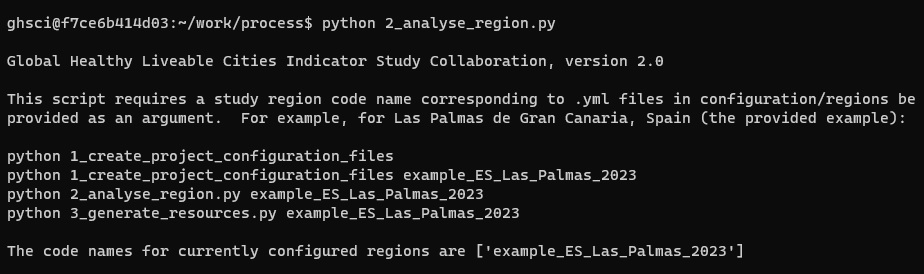 ghsci@f7ce6b414d03:~/work/process$ python 2_analyse_region.py
Global Healthy Liveable Cities Indicator Study Collaboration, version 2.0
This script requires a study region code name corresponding to .yml files in configuration/regions be
provided as an argument.  For example, for Las Palmas de Gran Canaria, Spain (the provided example):
python 1_create_project_configuration_files
python 1_create_project_configuration_files example_ES_Las_Palmas_2023
python 2_analyse_region.py example_ES_Las_Palmas_2023
python 3_generate_resources.py example_ES_Las_Palmas_2023
The code names for currently configured regions are ['example_ES_Las_Palmas_2023']